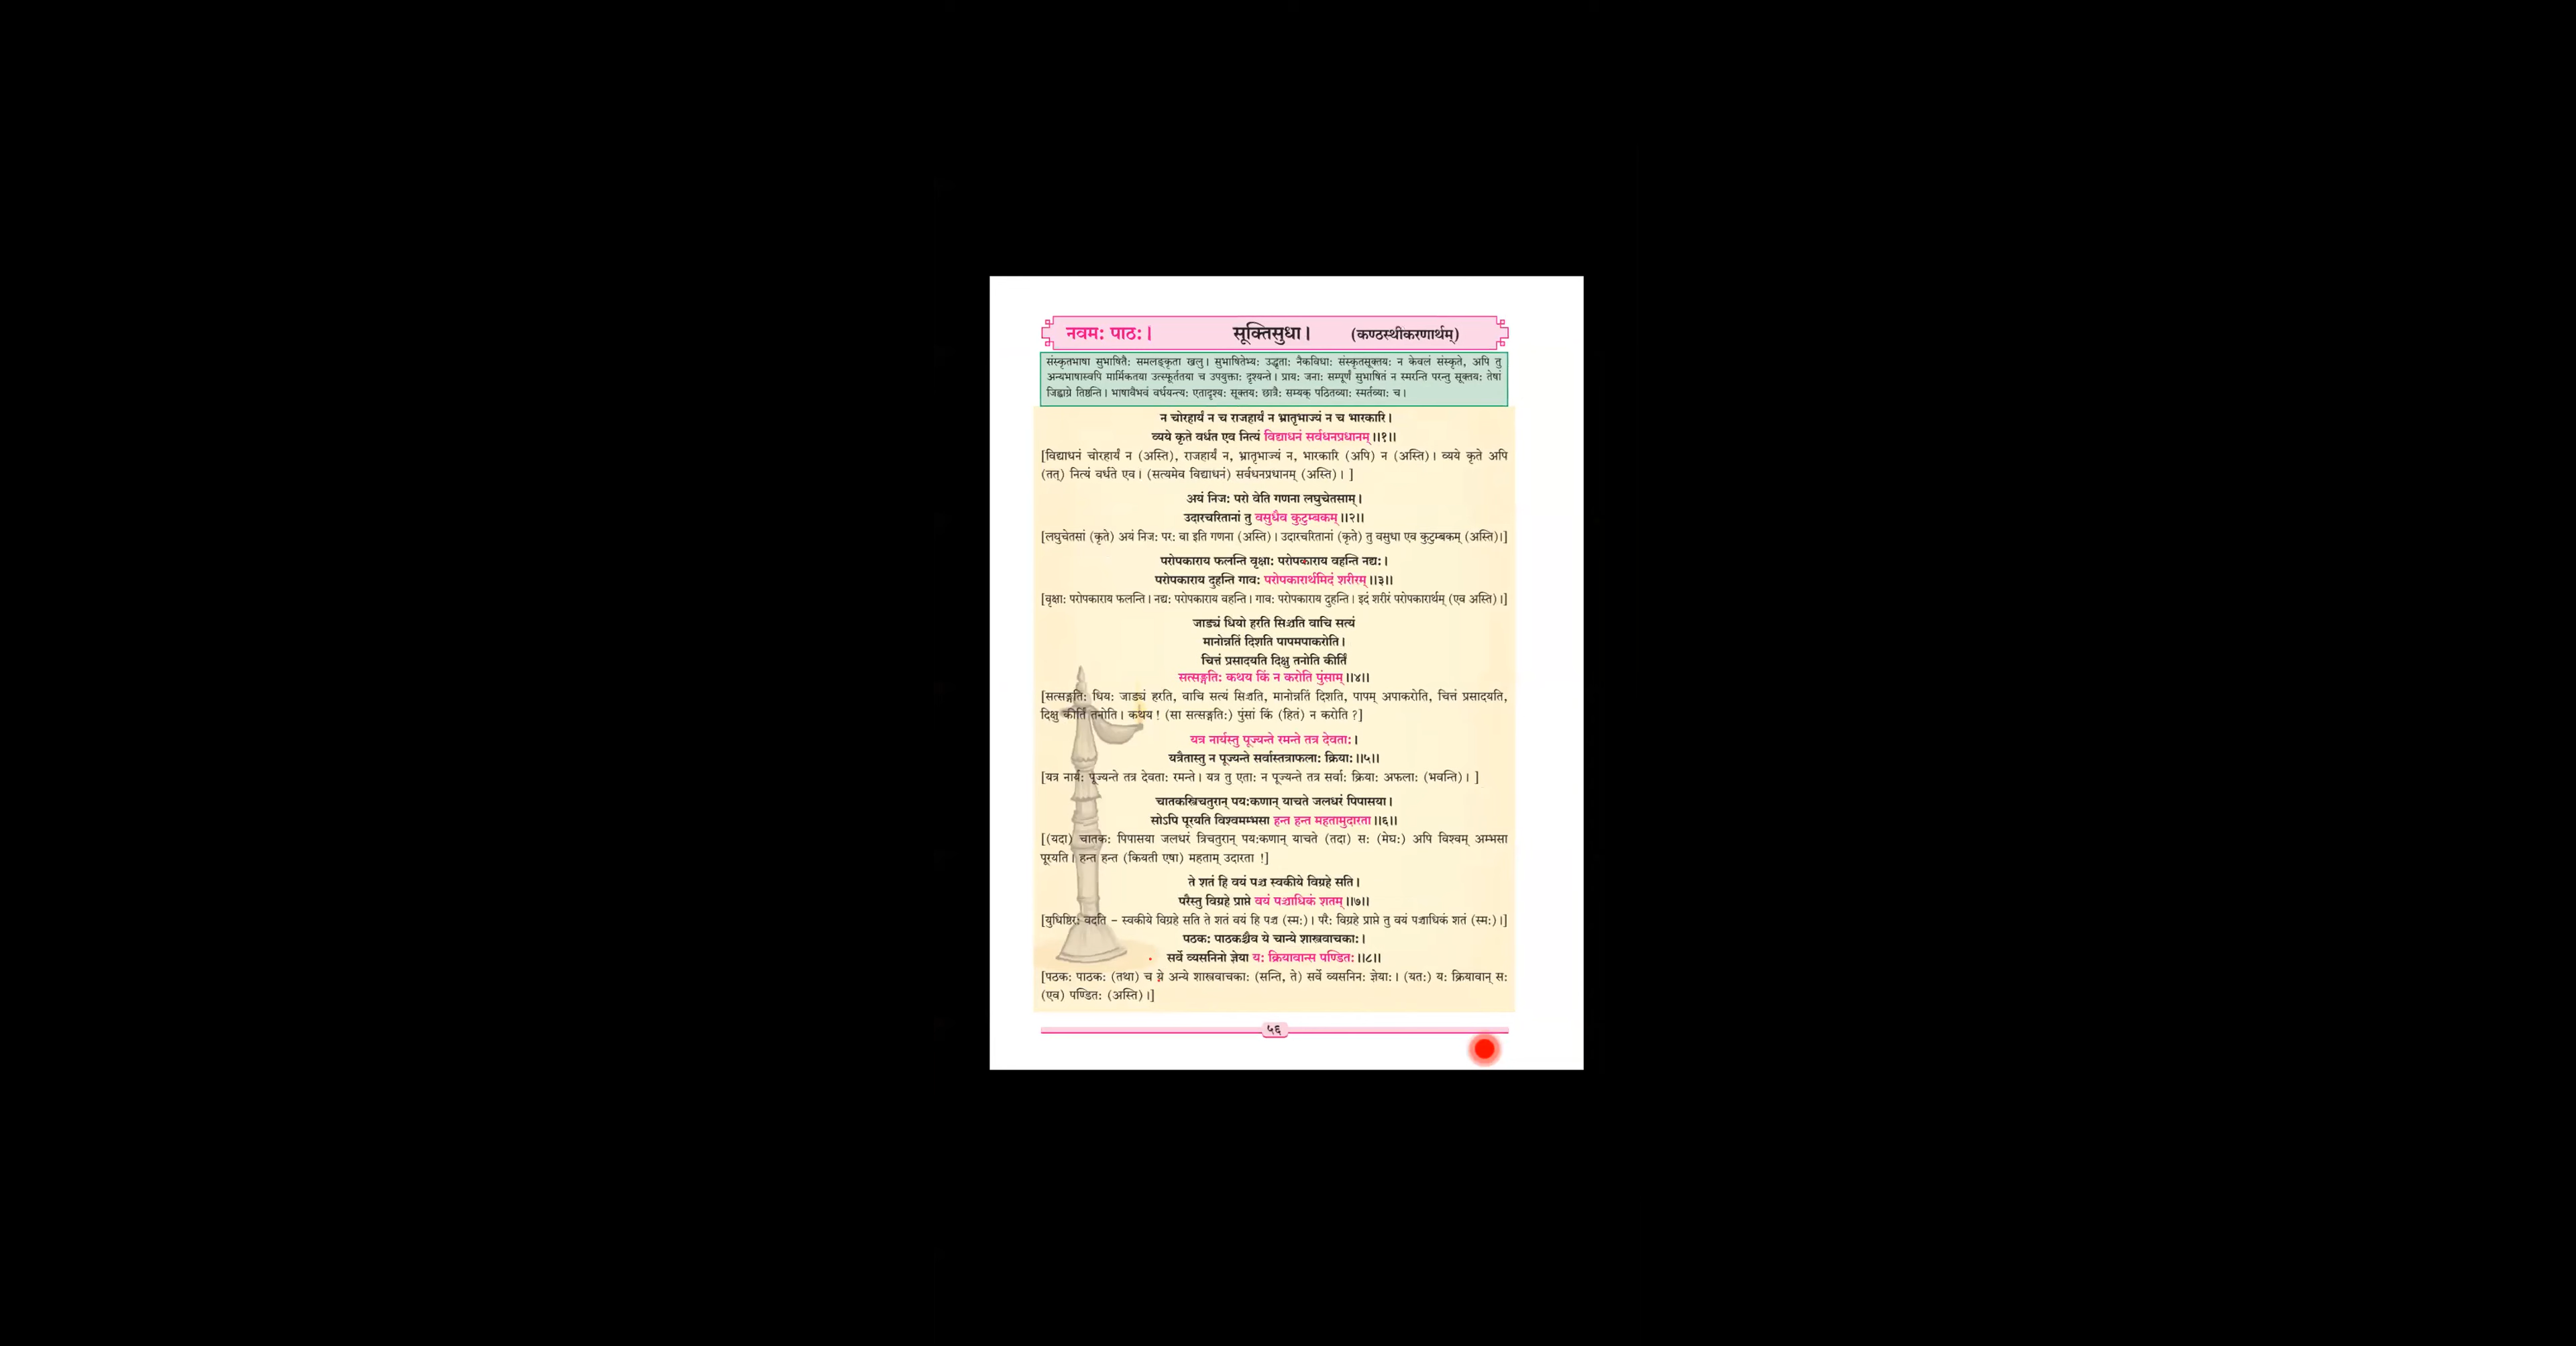 नवमः पाठः। सूक्तिसुधा। (कण्ठस्थीकरणार्थम्)
संस्कृतभाषा सुभाषितैः समलङ्कृता खलु। सुभाषितेभ्यः उद्धृताः नैकविधाः संस्कृतसूक्तयः न केवलं संस्कृते, अपि तु
अन्यभाषास्वपि मार्मिकतया उत्स्फूर्ततया च उपयुक्ताः दृश्यन्ते। प्रायः जनाः सम्पूर्णं सुभाषितं न स्मरन्ति परन्तु सूक्तयः तेषां
जिह्वाग्रे तिष्ठन्ति। भाषावैभवं वर्धयन्त्यः एतादृश्यः सूक्तयः छात्रैः सम्यक् पठितव्याः स्मर्तव्याः च।
न चोरहार्यं न च राजहार्यं न भ्रातृभाज्यं न च भारकारि।
व्यये कृते वर्धत एव नित्यं विद्याधनं सर्वधनप्रधानम्॥१॥
[विद्याधनं चोरहार्यं न (अस्ति), राजहार्यं न, भ्रातृभाज्यं न, भारकारि (अपि) न (अस्ति)। व्यये कृते अपि
(तत्) नित्यं वर्धते एव। (सत्यमेव विद्याधनं) सर्वधनप्रधानम् (अस्ति)। ]
अयं निजः परो वेति गणना लघुचेतसाम्।
उदारचरितानां तु वसुधैव कुटुम्बकम्॥२॥
[लघुचेतसां (कृते) अयं निजः परः वा इति गणना (अस्ति)। उदारचरितानां (कृते) तु वसुधा एव कुटुम्बकम् (अस्ति)।]
परोपकाराय फलन्ति वृक्षाः परोपकाराय वहन्ति नद्यः।
परोपकाराय दुहन्ति गावः परोपकारार्थमिदं शरीरम्॥३॥
[वृक्षाः परोपकाराय फलन्ति। नद्यः परोपकाराय वहन्ति। गावः परोपकाराय दुहन्ति। इदं शरीरं परोपकारार्थम् (एव अस्ति)।]
जाड्यं धियो हरति सिञ्चति वाचि सत्यं
मानोन्नतिं दिशति पापमपाकरोति।
चित्तं प्रसादयति दिक्षु तनोति कीर्तिं
सत्सङ्गतिः कथय किं न करोति पुंसाम्॥४॥
[सत्सङ्गतिः धियः जाड्यं हरति, वाचि सत्यं सिञ्चति, मानोन्नतिं दिशति, पापम् अपाकरोति, चित्तं प्रसादयति,
दिक्षु कीर्तिं तनोति। कथय! (सा सत्सङ्गतिः) पुंसां किं (हितं) न करोति ?]
यत्र नार्यस्तु पूज्यन्ते रमन्ते तत्र देवताः।
यत्रैतास्तु न पूज्यन्ते सर्वास्तत्राफलाः क्रियाः॥५॥
[यत्र नार्यः पूज्यन्ते तत्र देवताः रमन्ते। यत्र तु एताः न पूज्यन्ते तत्र सर्वाः क्रियाः अफलाः (भवन्ति)। ]
चातकस्त्रिचतुरान् पयःकणान् याचते जलधरं पिपासया।
सोऽपि पूरयति विश्वमम्भसा हन्त हन्त महतामुदारता॥६॥
[(यदा) चातकः पिपासया जलधरं त्रिचतुरान् पयःकणान् याचते (तदा) सः (मेघः) अपि विश्वम् अम्भसा
पूरयति। हन्त हन्त (कियती एषा) महताम् उदारता !]
ते शतं हि वयं पञ्च स्वकीये विग्रहे सति।
परैस्तु विग्रहे प्राप्ते वयं पञ्चाधिकं शतम्॥७॥
[युधिष्ठिरः वदति – स्वकीये विग्रहे सति ते शतं वयं हि पञ्च (स्मः)। परैः विग्रहे प्राप्ते तु वयं पञ्चाधिकं शतं (स्मः)।]
पठकः पाठकश्चैव ये चान्ये शास्त्रवाचकाः।
सर्वे व्यसनिनो ज्ञेया यः क्रियावान्स पण्डितः॥८॥
[पठकः पाठकः (तथा) च ये अन्ये शास्त्रवाचकाः (सन्ति, ते) सर्वे व्यसनिनः ज्ञेयाः। (यतः) यः क्रियावान् सः
(एव) पण्डितः (अस्ति)।]
५६